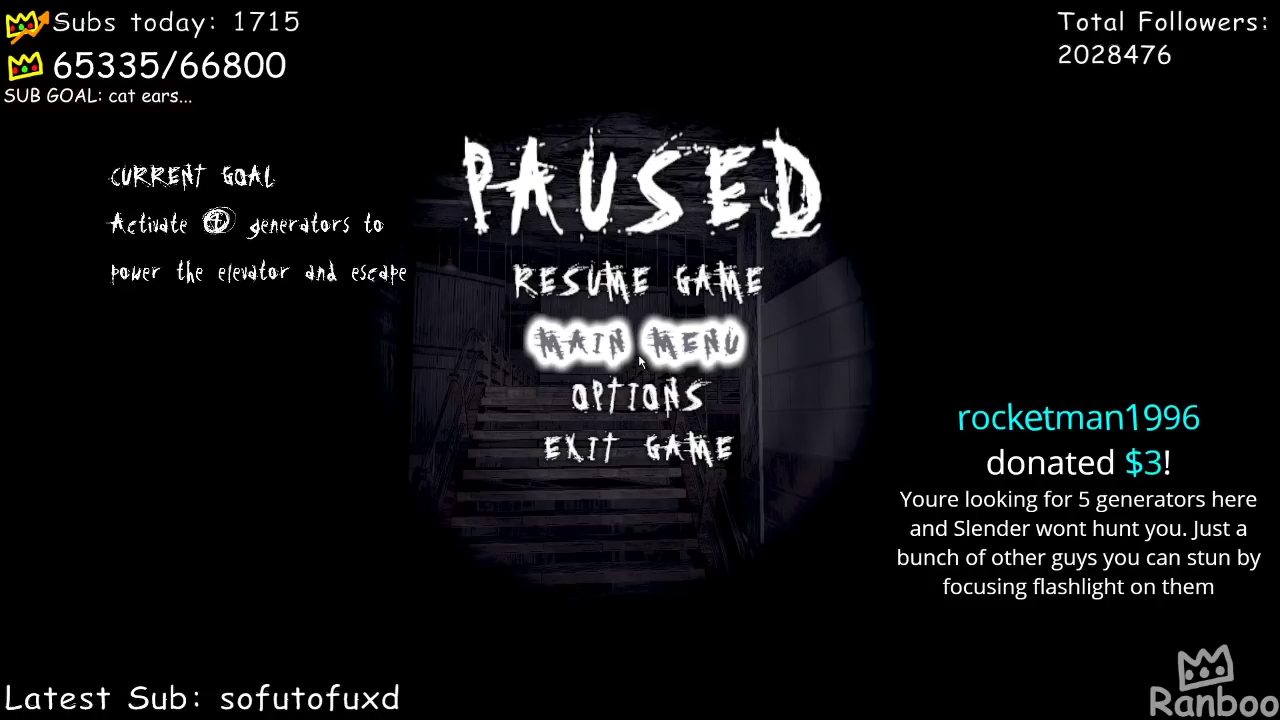 Subs today: 1715
65335/66800
SUB GOAL: cat ears...
Total Followers:
2028476
CURRENT GOAL
Activate 4 generators to
power the elevator and escape
PAUSED
RESUME GAME
MAIN MENU
OPTIONS
EXIT GAME
rocketman1996
donated $3!
Youre looking for 5 generators here
and Slender wont hunt you. Just a
bunch of other guys you can stun by
focusing flashlight on them
Latest Sub: sofutofuxd
Ranboo